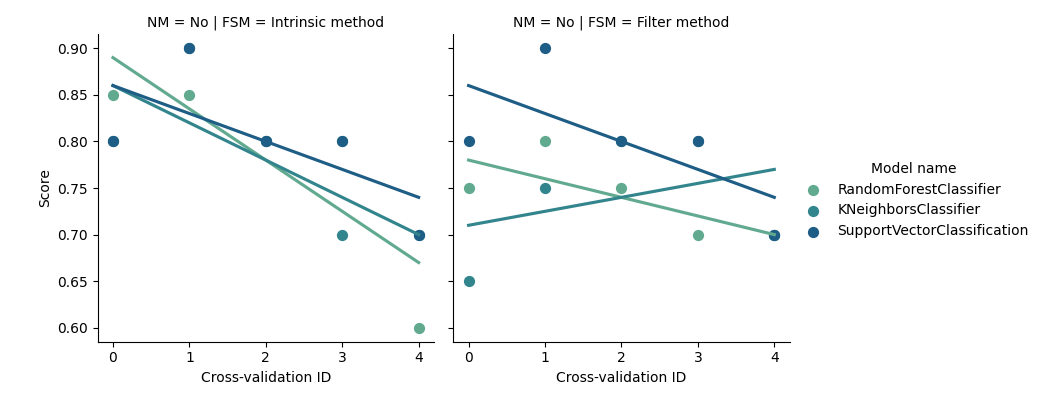 NM = No | FSM = Intrinsic method
NM = No | FSM = Filter method
0.90
0.85
0.80
0.75
0.70
0.65
0.60
Score
0 1 2 3 4
Cross-validation ID
0 1 2 3 4
Cross-validation ID
Model name
RandomForestClassifier
KNeighborsClassifier
SupportVectorClassification